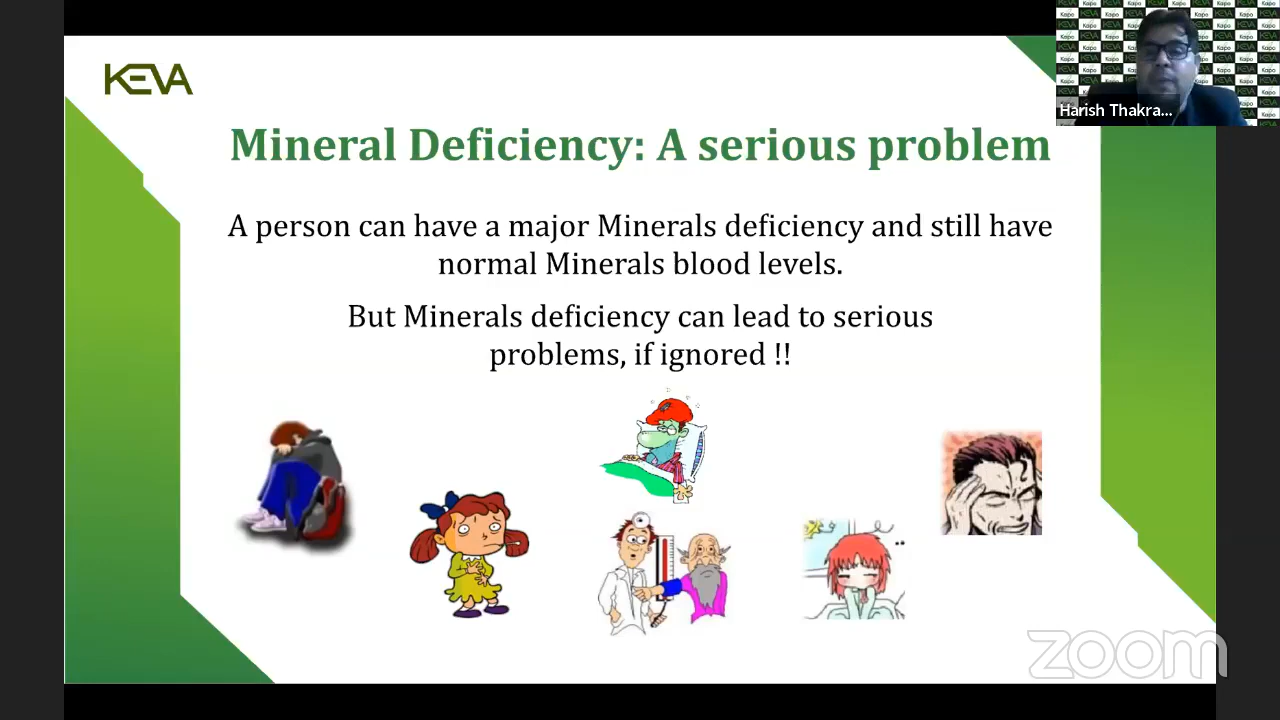 KEVA
Harish Thakra...
Mineral Deficiency: A serious problem
A person can have a major Minerals deficiency and still have
normal Minerals blood levels.
But Minerals deficiency can lead to serious
problems, if ignored !!
zoom